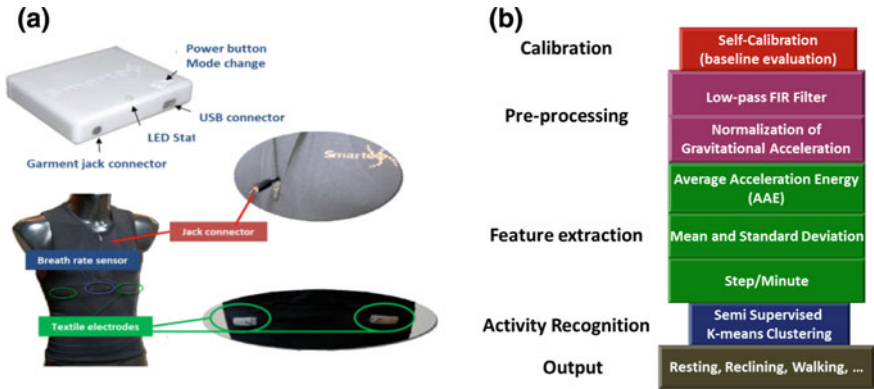 (a)
Power button
Mode change
Smartex
USB connector
LED Stat
Garment jack connector
Smartex
Jack connector
Breath rate sensor
Textile electrodes
(b)
Calibration
Self-Calibration
(baseline evaluation)
Pre-processing
Low-pass FIR Filter
Normalization of
Gravitational Acceleration
Feature extraction
Average Acceleration Energy
(AAE)
Mean and Standard Deviation
Step/Minute
Activity Recognition
Semi Supervised
K-means Clustering
Output
Resting, Reclining, Walking, ...